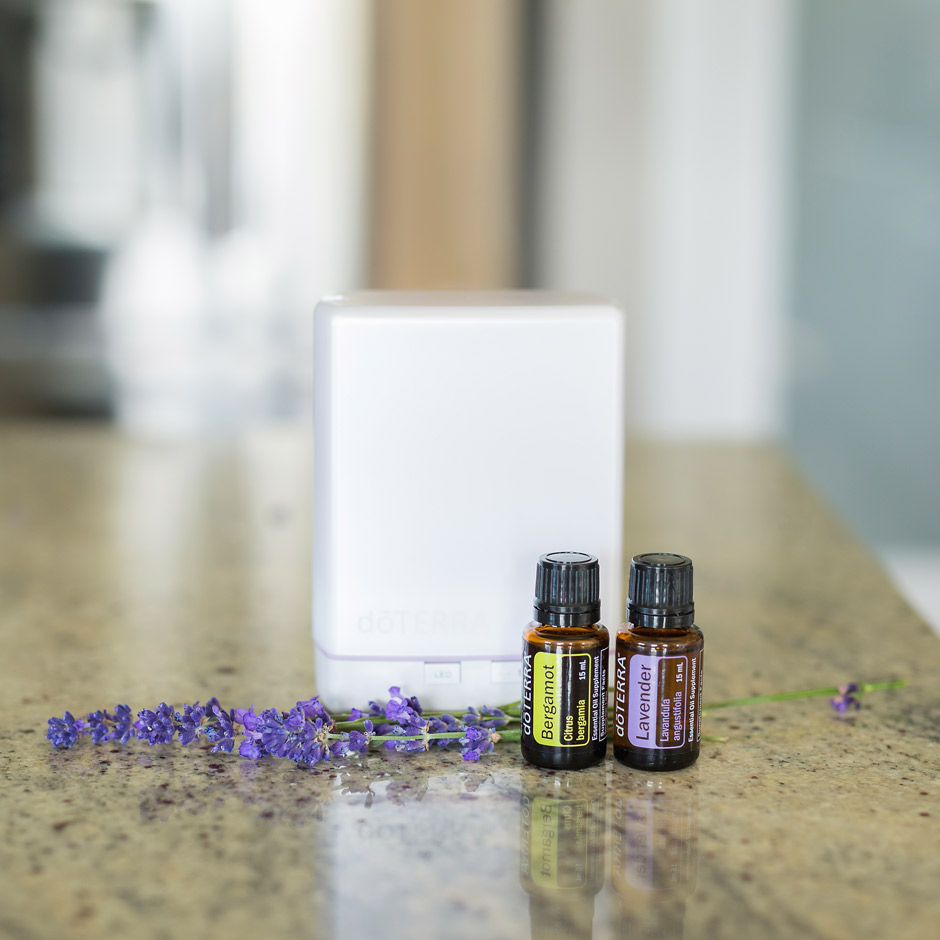 dōTERRA
LED
dōTERRA
Bergamot
Citrus
bergamia
15 mL
Essential Oil Supplement
dōTERRA
Lavender
Lavandula
angustifolia
15 mL
Essential Oil Supplement